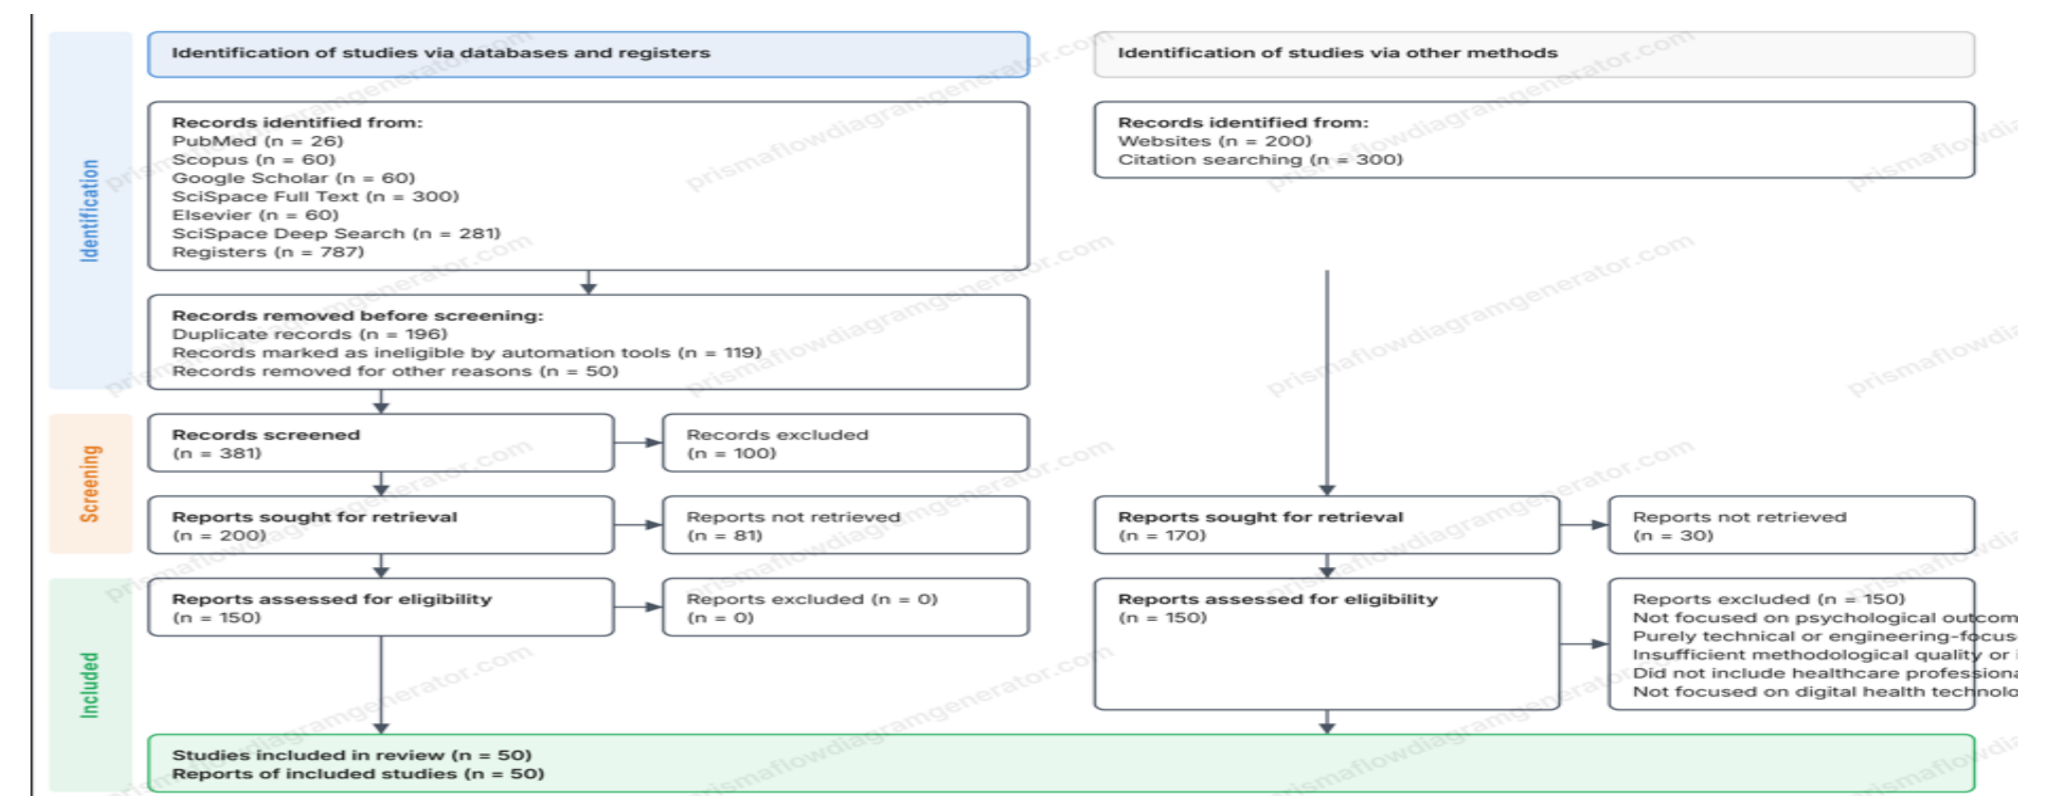 Identification of studies via databases and registers
Identification of studies via other methods
Identification
Records identified from:
PubMed (n = 26)
Scopus (n = 60)
Google Scholar (n = 60)
SciSpace Full Text (n = 300)
Elsevier (n = 60)
SciSpace Deep Search (n = 281)
Registers (n = 787)
Records identified from:
Websites (n = 200)
Citation searching (n = 300)
Records removed before screening:
Duplicate records (n = 196)
Records marked as ineligible by automation tools (n = 119)
Records removed for other reasons (n = 50)
Screening
Records screened
(n = 381)
Records excluded
(n = 100)
Reports sought for retrieval
(n = 200)
Reports not retrieved
(n = 81)
Reports sought for retrieval
(n = 170)
Reports not retrieved
(n = 30)
Included
Reports assessed for eligibility
(n = 150)
Reports excluded (n = 0)
(n = 0)
Reports assessed for eligibility
(n = 150)
Reports excluded (n = 150)
Not focused on psychological outcom
Purely technical or engineering-focus
Insufficient methodological quality or
Did not include healthcare professiona
Not focused on digital health technolo
Studies included in review (n = 50)
Reports of included studies (n = 50)
prismaflowdiagramgenerator.com